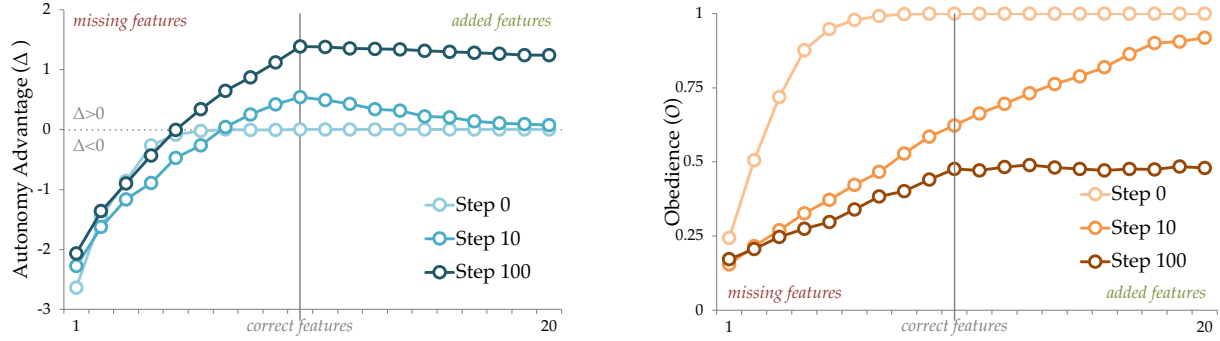 missing features
added features
Autonomy Advantage (Δ)
2
1
0
-1
-2
-3
Δ>0
Δ<0
Step 0
Step 10
Step 100
1
correct features
20
Obedience (O)
1
0.75
0.5
0.25
0
Step 0
Step 10
Step 100
missing features
added features
1
correct features
20